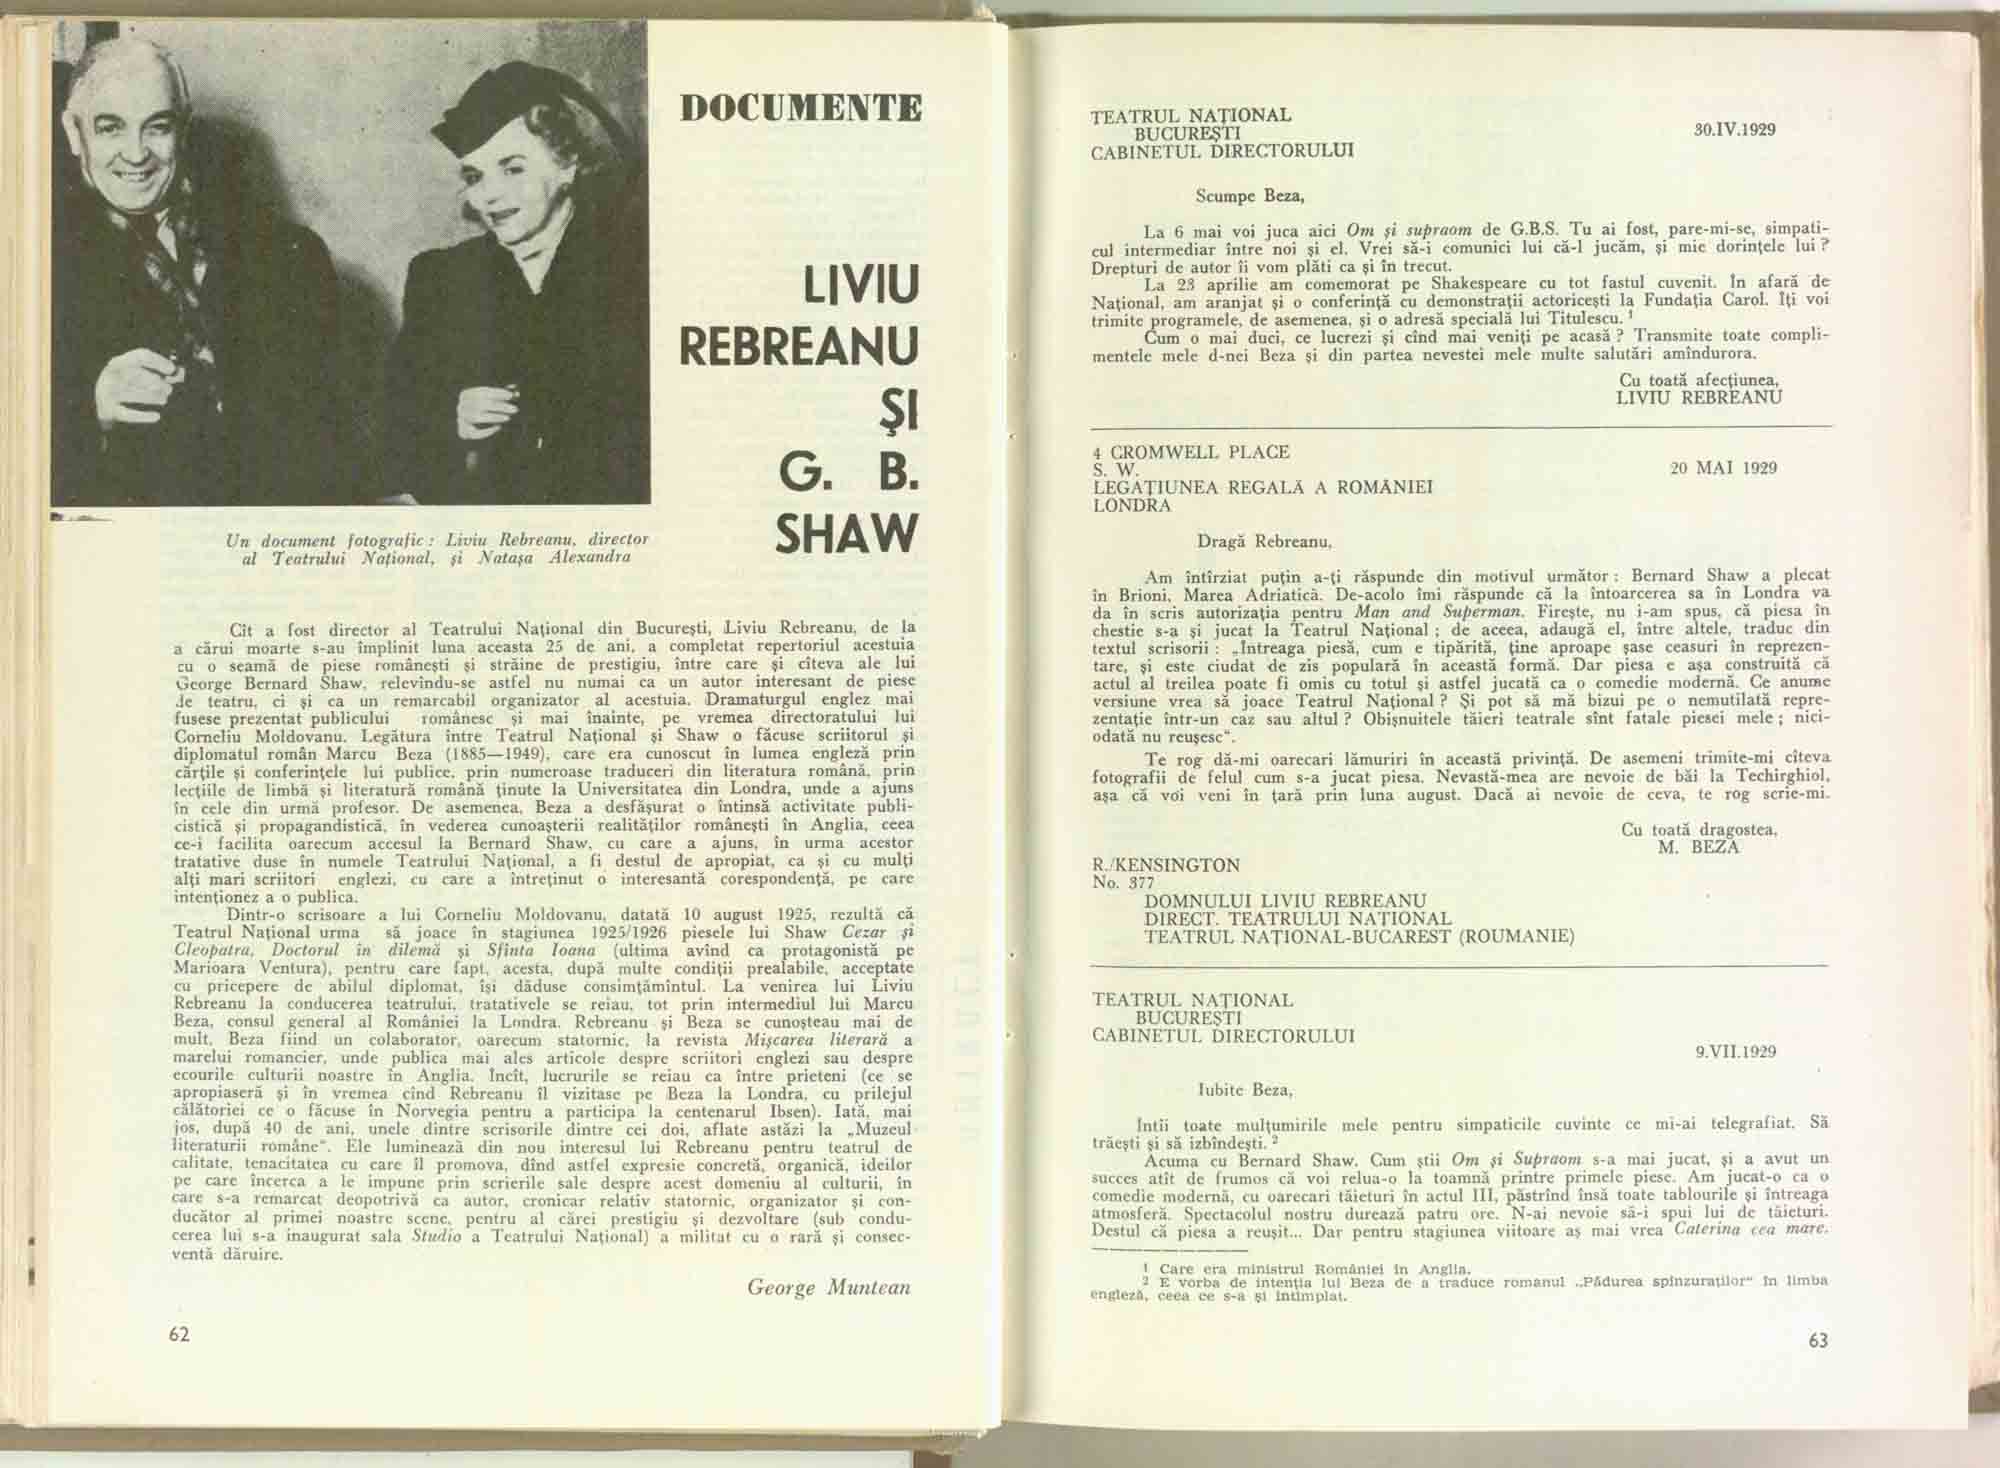 DOCUMENTE
LIVIU
REBREANU
ŞI
G. B.
SHAW
Un document fotografic : Liviu Rebreanu, director
al Teatrului Naţional, şi Nataşa Alexandra
Cît a fost director al Teatrului Naţional din Bucureşti, Liviu Rebreanu, de la
a cărui moarte s-au împlinit luna aceasta 25 de ani, a completat repertoriul acestuia
cu o seamă de piese româneşti şi străine de prestigiu, între care şi cîteva ale lui
George Bernard Shaw, relevîndu-se astfel nu numai ca un autor interesant de piese
de teatru, ci şi ca un remarcabil organizator al acestuia. Dramaturgul englez mai
fusese prezentat publicului românesc şi mai înainte, pe vremea directoratului lui
Corneliu Moldovanu. Legătura între Teatrul Naţional şi Shaw o făcuse scriitorul şi
diplomatul român Marcu Beza (1885—1949), care era cunoscut în lumea engleză prin
cărţile şi conferinţele lui publice, prin numeroase traduceri din literatura română, prin
lecţiile de limbă şi literatură română ţinute la Universitatea din Londra, unde a ajuns
în cele din urmă profesor. De asemenea, Beza a desfăşurat o întinsă activitate publi-
cistică şi propagandistică, în vederea cunoaşterii realităţilor româneşti în Anglia, ceea
ce-i facilita oarecum accesul la Bernard Shaw, cu care a ajuns, în urma acestor
tratative duse în numele Teatrului Naţional, a fi destul de apropiat, ca şi cu mulţi
alţi mari scriitori englezi, cu care a întreţinut o interesantă corespondenţă, pe care
intenţionez a o publica.
Dintr-o scrisoare a lui Corneliu Moldovanu, datată 10 august 1925, rezultă că
Teatrul Naţional urma să joace în stagiunea 1925/1926 piesele lui Shaw Cezar şi
Cleopatra, Doctorul în dilemă şi Sfînta Ioana (ultima avînd ca protagonistă pe
Marioara Ventura), pentru care fapt, acesta, după multe condiţii prealabile, acceptate
cu pricepere de abilul diplomat, îşi dăduse consimţămîntul. La venirea lui Liviu
Rebreanu la conducerea teatrului, tratativele se reiau, tot prin intermediul lui Marcu
Beza, consul general al României la Londra. Rebreanu şi Beza se cunoşteau mai de
mult, Beza fiind un colaborator, oarecum statornic, la revista Mişcarea literară a
marelui romancier, unde publica mai ales articole despre scriitori englezi sau despre
ecourile culturii noastre în Anglia. Incît, lucrurile se reiau ca între prieteni (ce se
apropiaseră şi în vremea cînd Rebreanu îl vizitase pe Beza la Londra, cu prilejul
călătoriei ce o făcuse în Norvegia pentru a participa la centenarul Ibsen). Iată, mai
jos, după 40 de ani, unele dintre scrisorile dintre cei doi, aflate astăzi la „Muzeul
literaturii române“. Ele luminează din nou interesul lui Rebreanu pentru teatrul de
calitate, tenacitatea cu care îl promova, dînd astfel expresie concretă, organică, ideilor
pe care încerca a le impune prin scrierile sale despre acest domeniu al culturii, în
care s-a remarcat deopotrivă ca autor, cronicar relativ statornic, organizator şi con-
ducător al primei noastre scene, pentru al cărei prestigiu şi dezvoltare (sub condu-
cerea lui s-a inaugurat sala Studio a Teatrului Naţional) a militat cu o rară şi consec-
ventă dăruire.
George Muntean
62
TEATRUL NAŢIONAL
BUCUREŞTI
CABINETUL DIRECTORULUI
30.IV.1929
Scumpe Beza,
La 6 mai voi juca aici Om şi supraom de G.B.S. Tu ai fost, pare-mi-se, simpati-
cul intermediar între noi şi el. Vrei să-i comunici lui că-l jucăm, şi mie dorinţele lui ?
Drepturi de autor îi vom plăti ca şi în trecut.
La 23 aprilie am comemorat pe Shakespeare cu tot fastul cuvenit. In afară de
Naţional, am aranjat şi o conferinţă cu demonstraţii actoriceşti la Fundaţia Carol. Iţi voi
trimite programele, de asemenea, şi o adresă specială lui Titulescu. 1
Cum o mai duci, ce lucrezi şi cînd mai veniţi pe acasă ? Transmite toate compli-
mentele mele d-nei Beza şi din partea nevestei mele multe salutări amîndurora.
Cu toată afecţiunea,
LIVIU REBREANU
4 CROMWELL PLACE
S. W.
LEGAŢIUNEA REGALĂ A ROMÂNIEI
LONDRA
20 MAI 1929
Dragă Rebreanu,
Am întîrziat puţin a-ţi răspunde din motivul următor : Bernard Shaw a plecat
în Brioni, Marea Adriatică. De-acolo îmi răspunde că la întoarcerea sa în Londra va
da în scris autorizaţia pentru Man and Superman. Fireşte, nu i-am spus, că piesa în
chestie s-a şi jucat la Teatrul Naţional ; de aceea, adaugă el, între altele, traduc din
textul scrisorii : „Intreaga piesă, cum e tipărită, ţine aproape şase ceasuri în reprezen-
tare, şi este ciudat de zis populară în această formă. Dar piesa e aşa construită că
actul al treilea poate fi omis cu totul şi astfel jucată ca o comedie modernă. Ce anume
versiune vrea să joace Teatrul Naţional ? Şi pot să mă bizui pe o nemutilată repre-
zentaţie într-un caz sau altul ? Obişnuitele tăieri teatrale sînt fatale piesei mele ; nici-
odată nu reuşesc“.
Te rog dă-mi oarecari lămuriri în această privinţă. De asemeni trimite-mi cîteva
fotografii de felul cum s-a jucat piesa. Nevastă-mea are nevoie de băi la Techirghiol,
aşa că voi veni în ţară prin luna august. Dacă ai nevoie de ceva, te rog scrie-mi.
Cu toată dragostea,
M. BEZA
R./KENSINGTON
No. 377
DOMNULUI LIVIU REBREANU
DIRECT. TEATRULUI NAŢIONAL
TEATRUL NAŢIONAL-BUCAREST (ROUMANIE)
TEATRUL NAŢIONAL
BUCUREŞTI
CABINETUL DIRECTORULUI
9.VII.1929
Iubite Beza,
Intîi toate mulţumirile mele pentru simpaticile cuvinte ce mi-ai telegrafiat. Să
trăeşti şi să izbîndeşti. 2
Acuma cu Bernard Shaw. Cum ştii Om şi Supraom s-a mai jucat, şi a avut un
succes atît de frumos că voi relua-o la toamnă printre primele piese. Am jucat-o ca o
comedie modernă, cu oarecari tăieturi în actul III, păstrînd însă toate tablourile şi întreaga
atmosferă. Spectacolul nostru durează patru ore. N-ai nevoie să-i spui lui de tăieturi.
Destul că piesa a reuşit... Dar pentru stagiunea viitoare aş mai vrea Caterina cea mare.
1 Care era ministrul României în Anglia.
2 E vorba de intenţia lui Beza de a traduce romanul „Pădurea spînzuraţilor“ în limba
engleză, ceea ce s-a şi întîmplat.
63